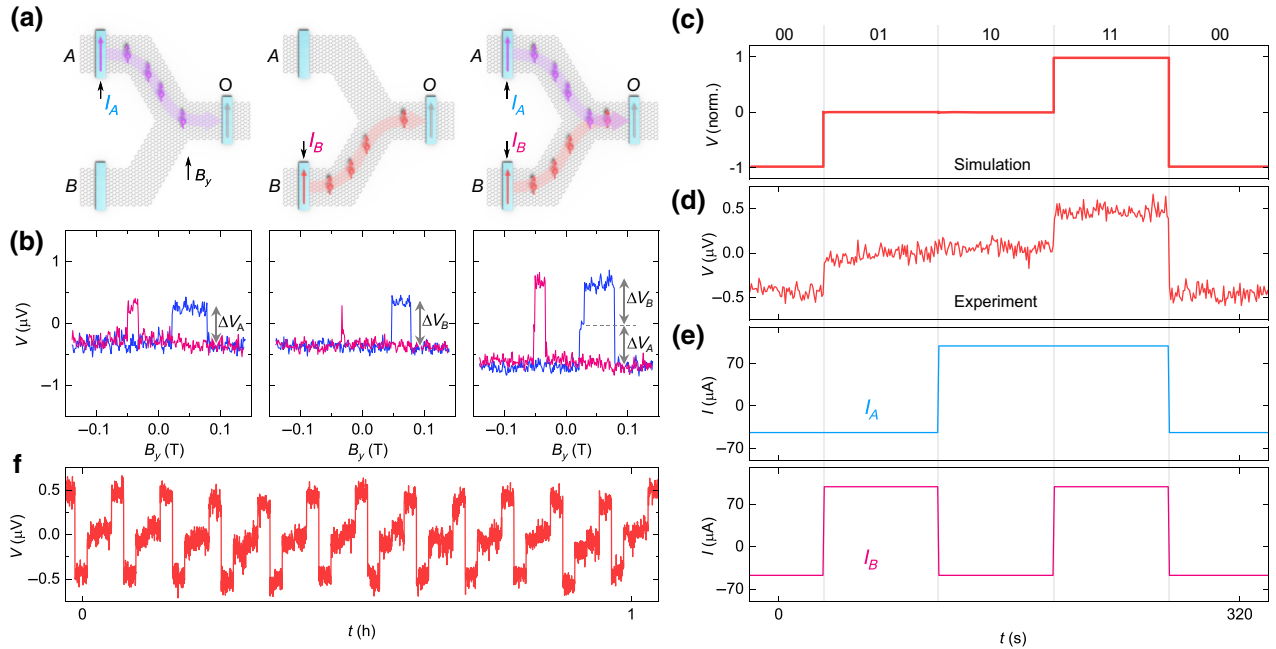 (a)
A
O
I_A
B
B_y
O
I_B
A
B
A
O
I_A
I_B
B
(b)
V (μV)
1
0
–1
ΔV_A
ΔV_B
ΔV_B
ΔV_A
–0.1 0.0 0.1
B_y (T)
–0.1 0.0 0.1
B_y (T)
–0.1 0.0 0.1
B_y (T)
f
V (μV)
0.5
0.0
–0.5
0 1
t (h)
(c)
00 01 10 11 00
V (norm.)
1
0
-1
Simulation
(d)
V (μV)
0.5
0.0
–0.5
Experiment
(e)
I (μA)
70
0
–70
I_A
I (μA)
70
0
–70
I_B
0 320
t (s)